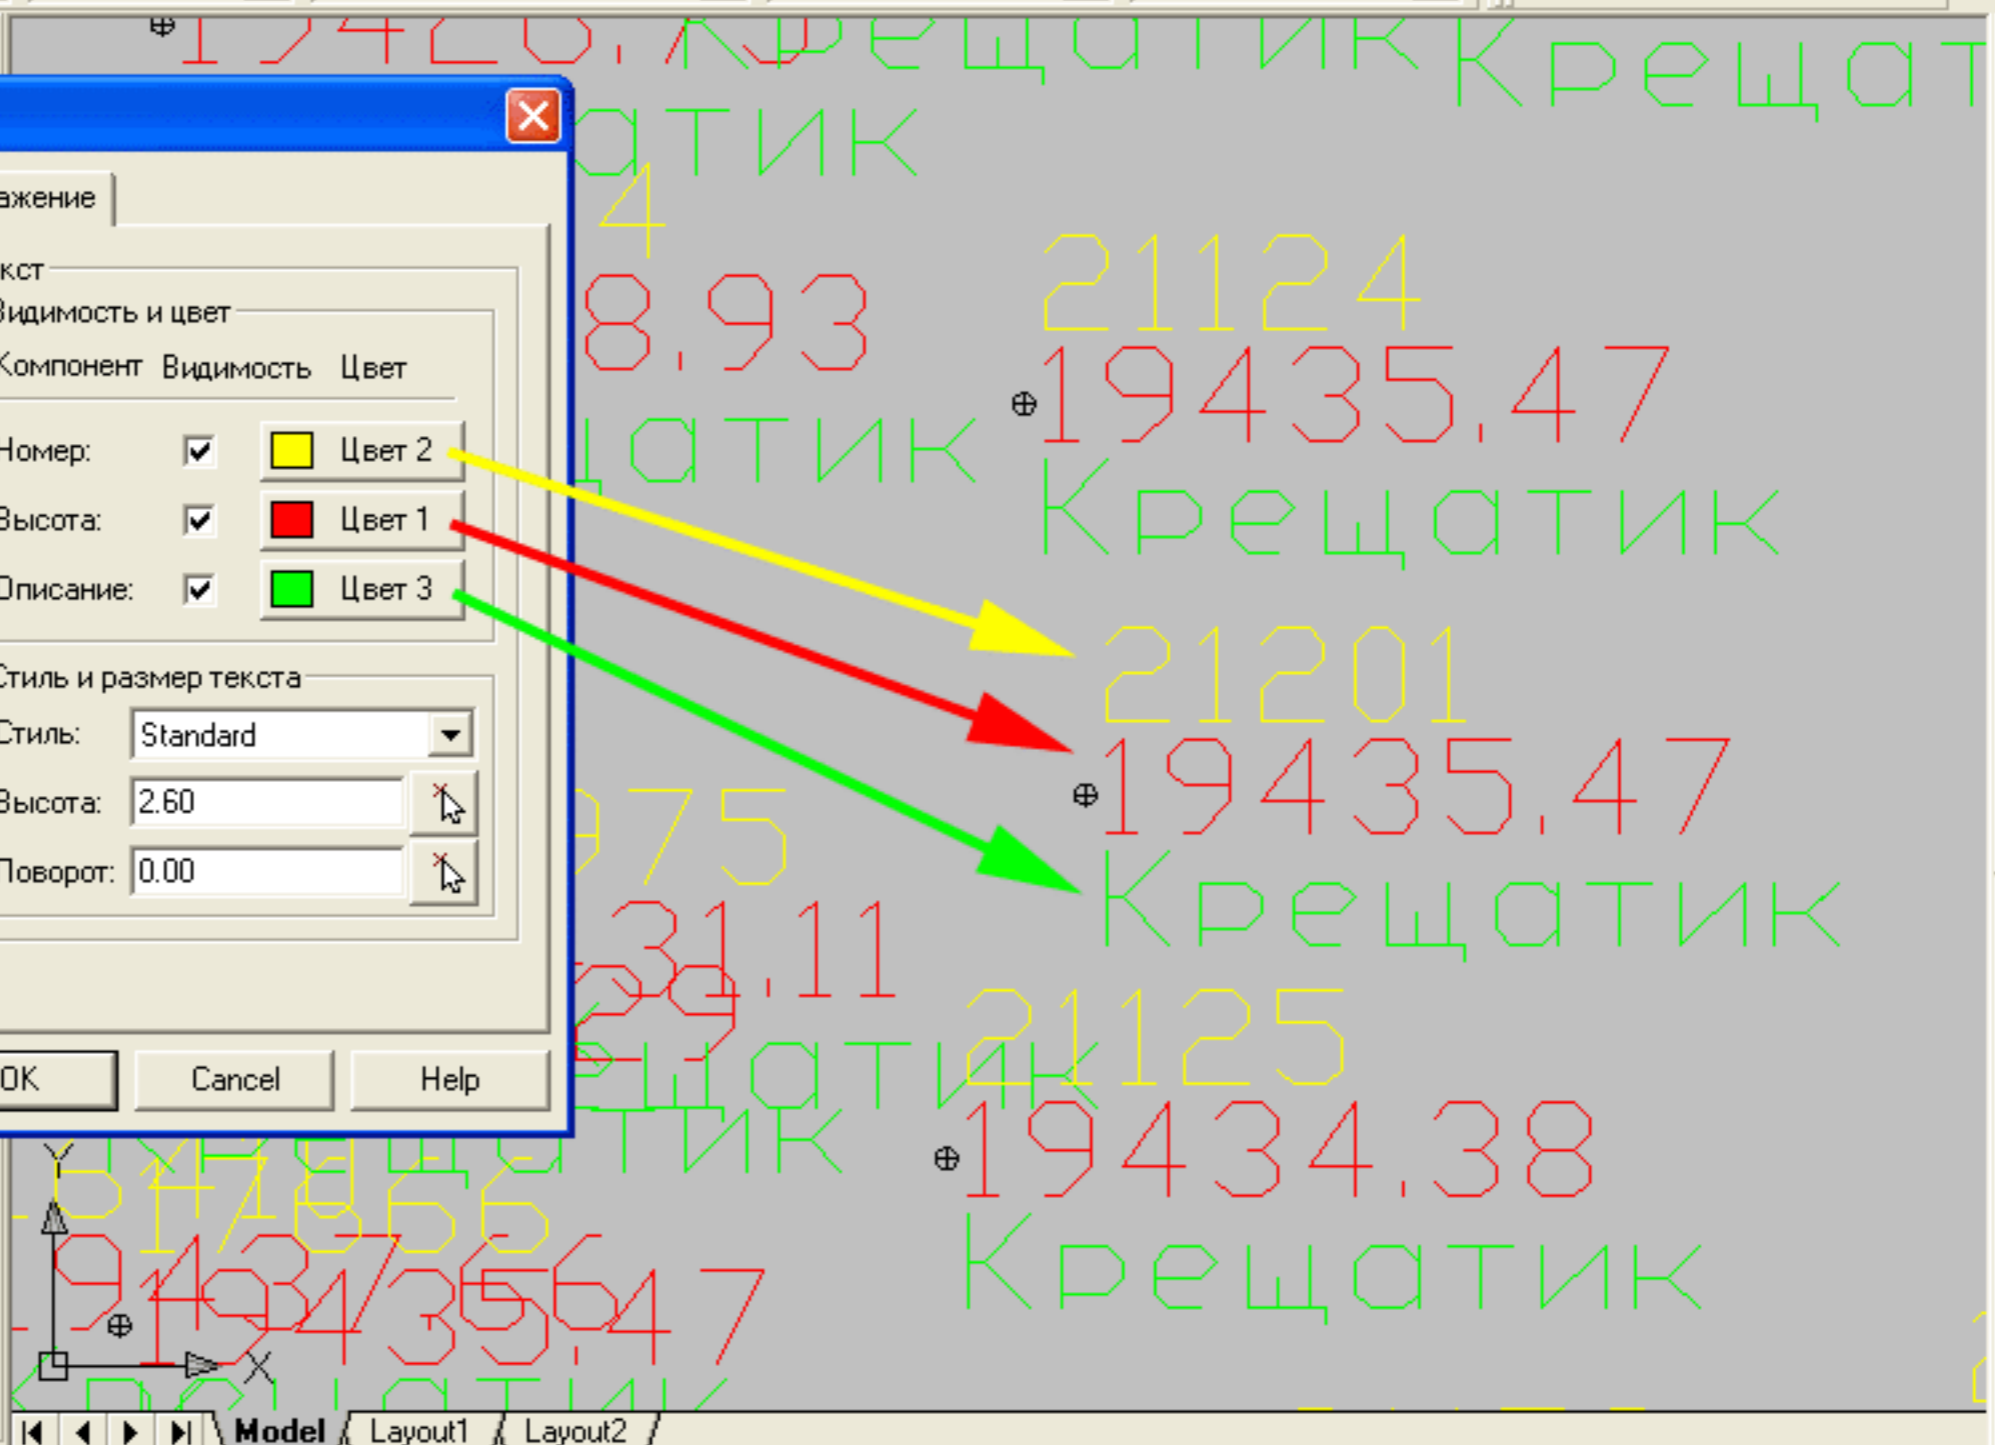 Крещатик
Крещат
атик
4
21124
8.93
19435.47
атик
Крещатик
21201
19435.47
Крещатик
975
31.11
21125
19434.38
Крещатик
ажение
кст
Видимость и цвет
Компонент Видимость Цвет
Номер: Цвет 2
Высота: Цвет 1
Описание: Цвет 3
Стиль и размер текста
Стиль: Standard
Высота: 2.60
Поворот: 0.00
OK Cancel Help
Y
X
Model Layout1 Layout2